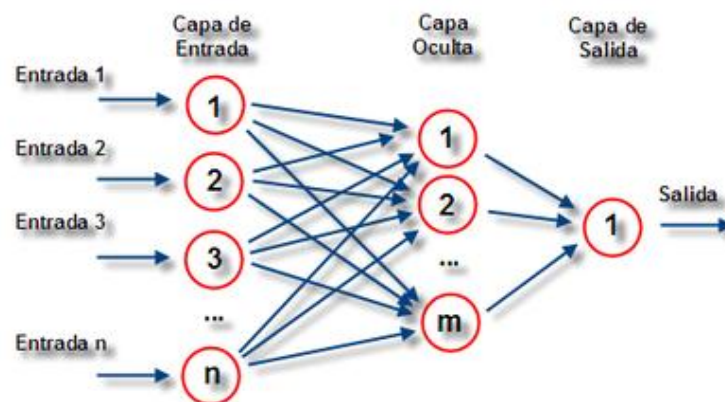 Capa de
Entrada
Capa
Oculta
Capa de
Salida
Entrada 1
1
Entrada 2
2
Entrada 3
3
...
Entrada n
n
1
2
...
m
1
Salida